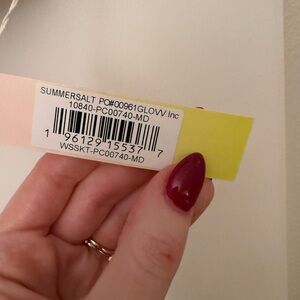 SUMMERSALT PO#00961GLOVV.Inc
10840-PC00740-MD
1 96129 15537 7
WSSKT-PC00740-MD